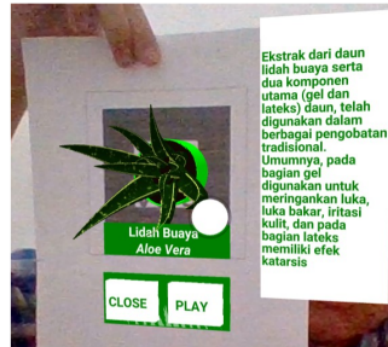 Ekstrak dari daun
lidah buaya serta
dua komponen
utama (gel dan
lateks) daun, telah
digunakan dalam
berbagai pengobatan
tradisional.
Umumnya, pada
bagian gel
digunakan untuk
meringankan luka,
luka bakar, iritasi
kulit, dan pada
bagian lateks
memiliki efek
katarsis
Lidah Buaya
Aloe Vera
CLOSE
PLAY